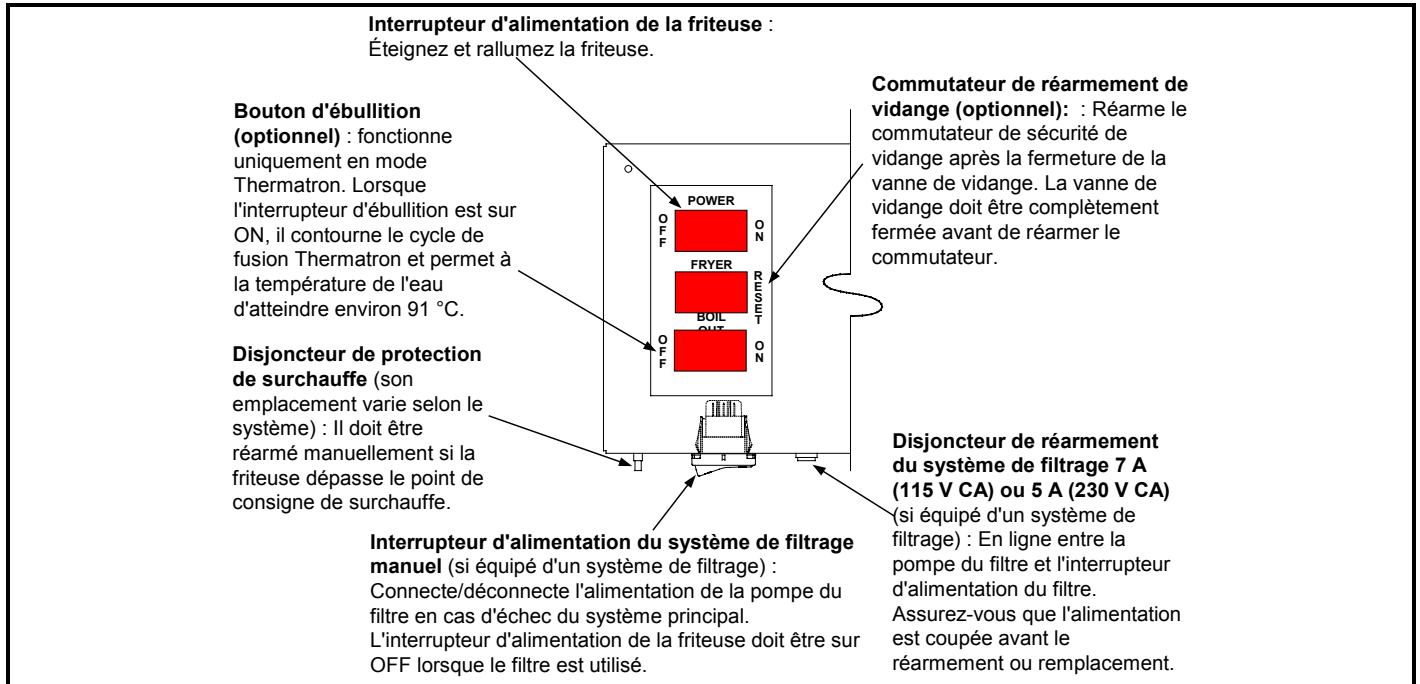 Interrupteur d'alimentation de la friteuse :
Éteignez et rallumez la friteuse.
Bouton d'ébullition
(optionnel) : fonctionne
uniquement en mode
Thermatron. Lorsque
l'interrupteur d'ébullition est sur
ON, il contourne le cycle de
fusion Thermatron et permet à
la température de l'eau
d'atteindre environ 91 °C.
Disjoncteur de protection
de surchauffe (son
emplacement varie selon le
système) : Il doit être
réarmé manuellement si la
friteuse dépasse le point de
consigne de surchauffe.
POWER
OFF
ON
FRYER
RESET
BOIL
OUT
OFF
ON
Commutateur de réarmement de
vidange (optionnel): : Réarme le
commutateur de sécurité de
vidange après la fermeture de la
vanne de vidange. La vanne de
vidange doit être complètement
fermée avant de réarmer le
commutateur.
Interrupteur d'alimentation du système de filtrage
manuel (si équipé d'un système de filtrage) :
Connecte/déconnecte l'alimentation de la pompe du
filtre en cas d'échec du système principal.
L'interrupteur d'alimentation de la friteuse doit être sur
OFF lorsque le filtre est utilisé.
Disjoncteur de réarmement
du système de filtrage 7 A
(115 V CA) ou 5 A (230 V CA)
(si équipé d'un système de
filtrage) : En ligne entre la
pompe du filtre et l'interrupteur
d'alimentation du filtre.
Assurez-vous que l'alimentation
est coupée avant le
réarmement ou remplacement.